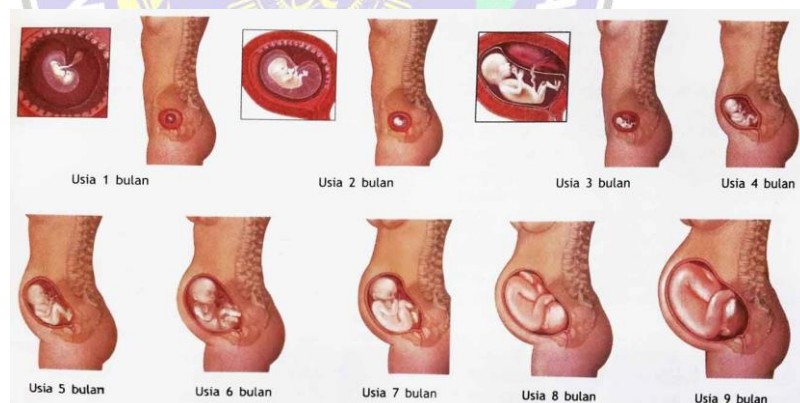 Usia 1 bulan
Usia 2 bulan
Usia 3 bulan
Usia 4 bulan
Usia 5 bulan
Usia 6 bulan
Usia 7 bulan
Usia 8 bulan
Usia 9 bulan